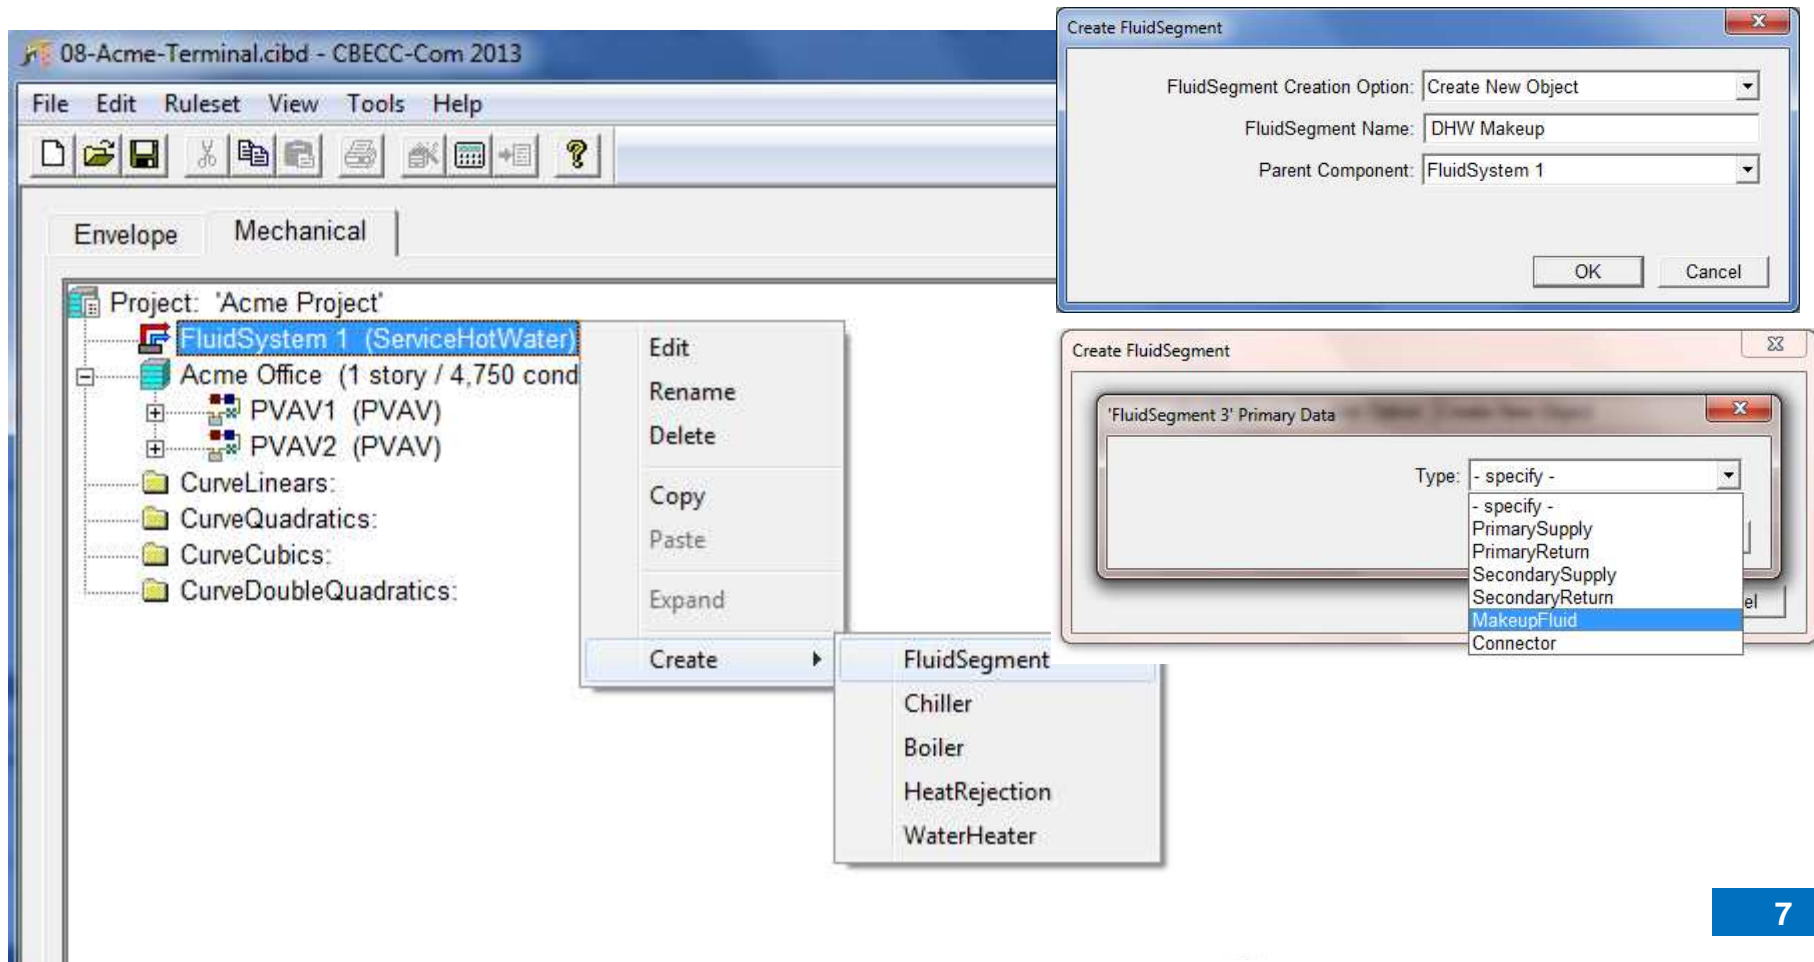 08-Acme-Terminal.cibd - CBECC-Com 2013
File Edit Ruleset View Tools Help
Envelope Mechanical
Project: 'Acme Project'
FluidSystem 1 (ServiceHotWater)
Acme Office (1 story / 4,750 cond
PVAV1 (PVAV)
PVAV2 (PVAV)
CurveLinears:
CurveQuadratics:
CurveCubics:
CurveDoubleQuadratics:
Edit
Rename
Delete
Copy
Paste
Expand
Create
FluidSegment
Chiller
Boiler
HeatRejection
WaterHeater
Create FluidSegment
FluidSegment Creation Option: Create New Object
FluidSegment Name: DHW Makeup
Parent Component: FluidSystem 1
OK Cancel
Create FluidSegment
'FluidSegment 3' Primary Data
Type: - specify -
- specify -
PrimarySupply
PrimaryReturn
SecondarySupply
SecondaryReturn
MakeupFluid
Connector
el
7